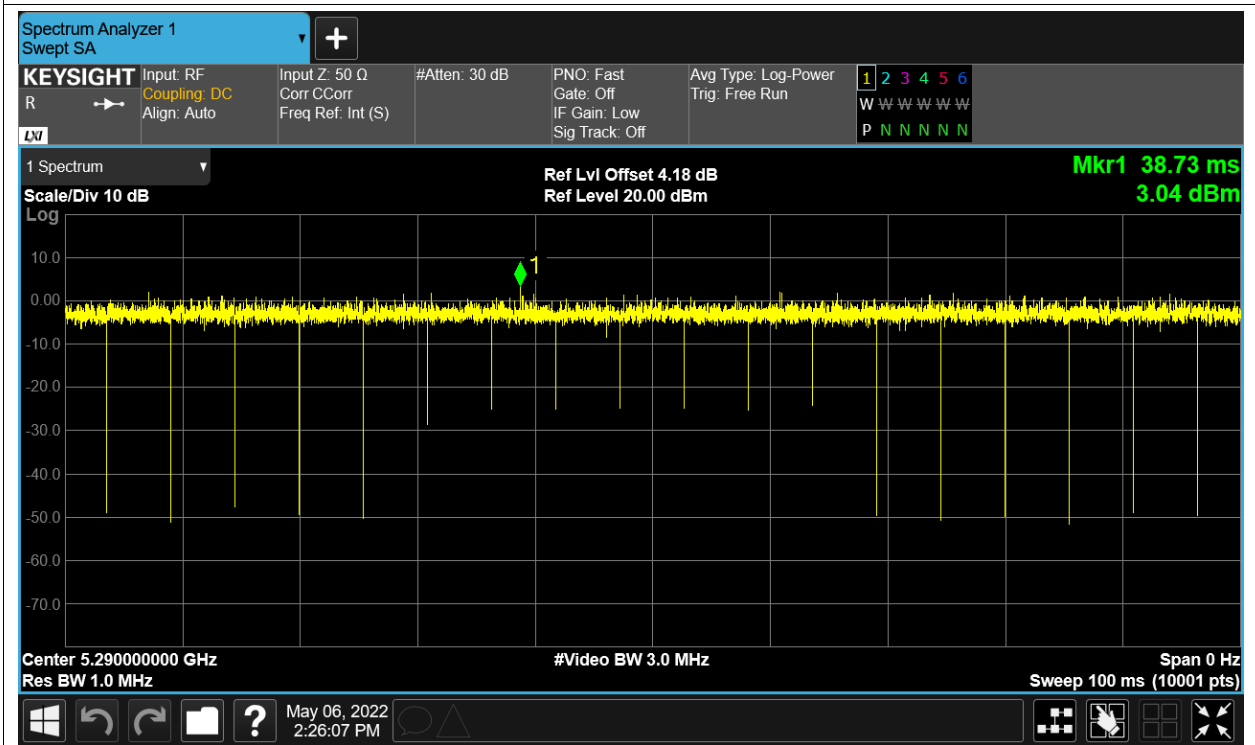 Spectrum Analyzer 1
Swept SA
KEYSIGHT
R
LXI
Input: RF
Coupling: DC
Align: Auto
Input Z: 50 Ω
Corr CCorr
Freq Ref: Int (S)
#Atten: 30 dB
PNO: Fast
Gate: Off
IF Gain: Low
Sig Track: Off
Avg Type: Log-Power
Trig: Free Run
1 2 3 4 5 6
W W W W W W
P N N N N N
1 Spectrum
Scale/Div 10 dB
Ref Lvl Offset 4.18 dB
Ref Level 20.00 dBm
Mkr1 38.73 ms
3.04 dBm
Log
10.0
0.00
-10.0
-20.0
-30.0
-40.0
-50.0
-60.0
-70.0
1
Center 5.290000000 GHz
Res BW 1.0 MHz
#Video BW 3.0 MHz
Span 0 Hz
Sweep 100 ms (10001 pts)
?
May 06, 2022
2:26:07 PM